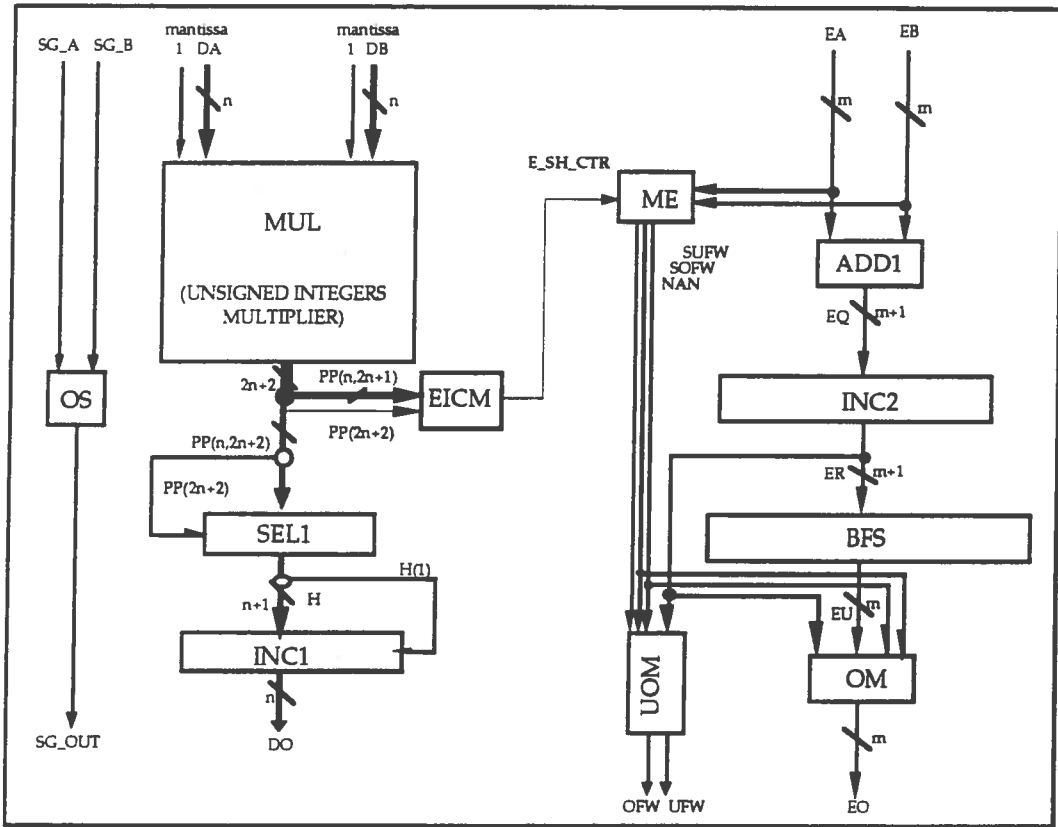 SG_A SG_B
mantissa
1 DA
n
mantissa
1 DB
n
EA
EB
m
m
MUL
(UNSIGNED INTEGERS
MULTIPLIER)
E_SH_CTR
ME
SUFW
SOFW
NAN
ADD1
EQ
m+1
OS
2n+2
PP(n,2n+1)
EICM
PP(2n+2)
INC2
PP(n,2n+2)
PP(2n+2)
ER
m+1
SEL1
BFS
H(1)
n+1
H
EU
m
INC1
UOM
OM
n
m
SG_OUT
DO
OFW UFW
EO